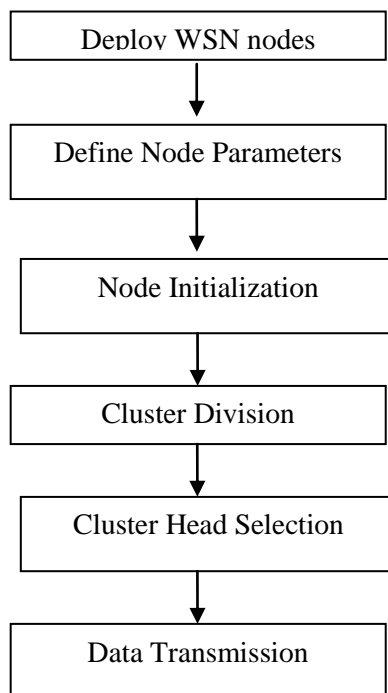 Deploy WSN nodes
Define Node Parameters
Node Initialization
Cluster Division
Cluster Head Selection
Data Transmission